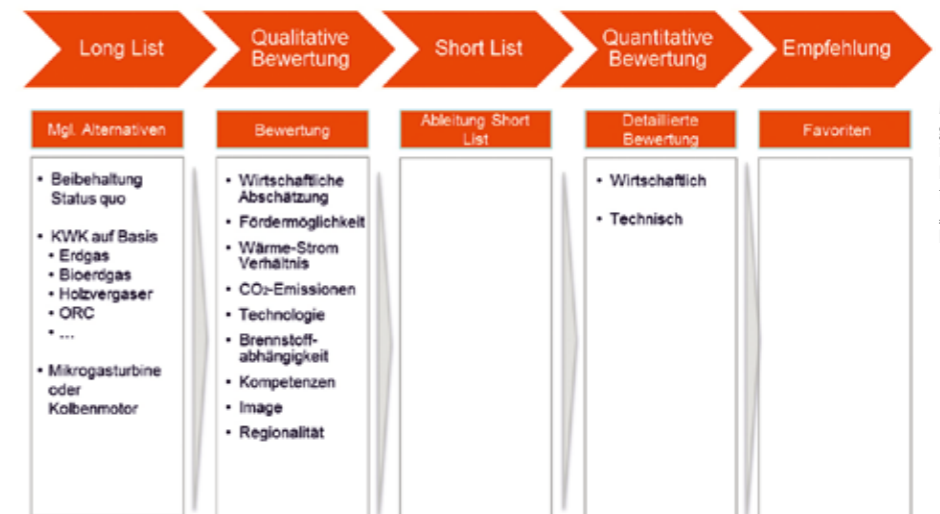 Long List
Qualitative
Bewertung
Short List
Quantitative
Bewertung
Empfehlung
Mgl. Alternativen
Bewertung
Ableitung Short
List
Detaillierte
Bewertung
Favoriten
• Beibehaltung
Status quo
• KWK auf Basis
• Erdgas
• Bioerdgas
• Holzvergaser
• ORC
• ...
• Mikrogasturbine
oder
Kolbenmotor
• Wirtschaftliche
Abschätzung
• Fördermöglichkeit
• Wärme-Strom
Verhältnis
• CO₂-Emissionen
• Technologie
• Brennstoff-
abhängigkeit
• Kompetenzen
• Image
• Regionalität
• Wirtschaftlich
• Technisch